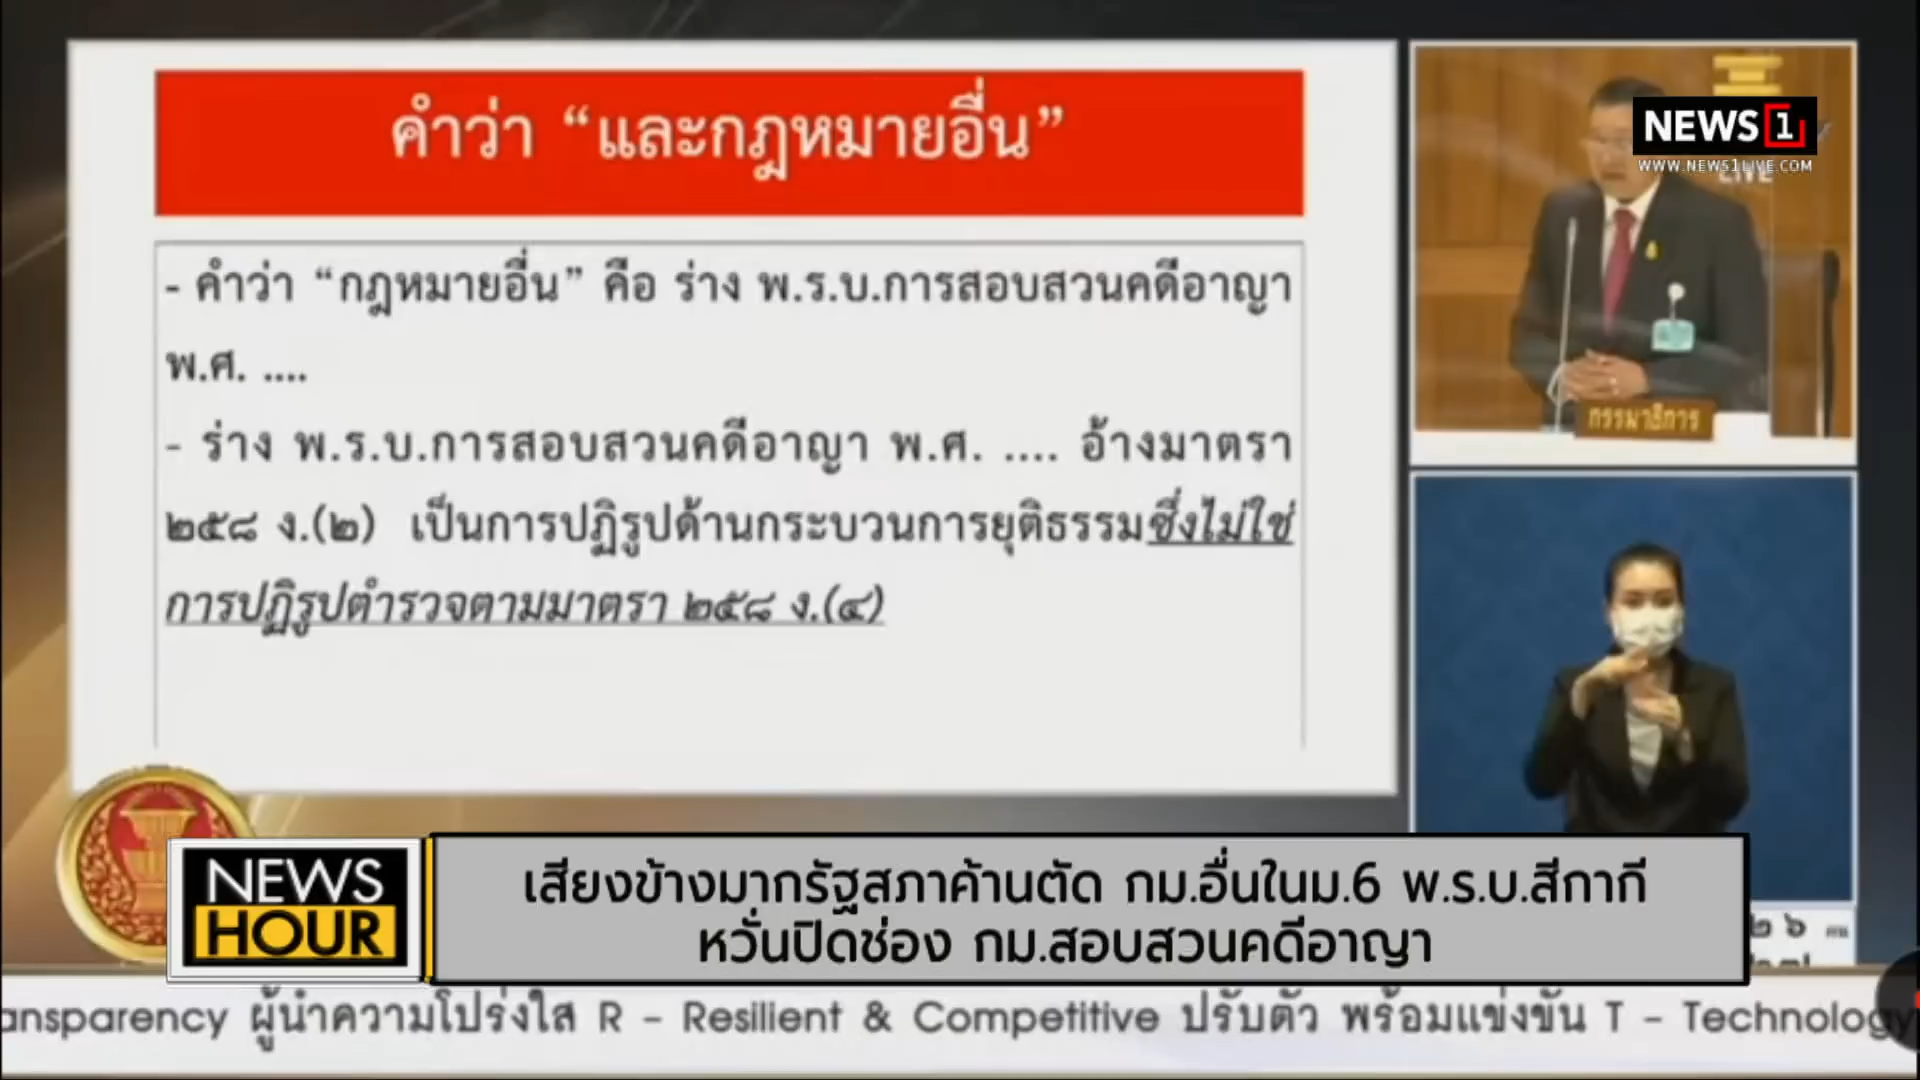 คำว่า “และกฎหมายอื่น”
- คำว่า “กฎหมายอื่น” คือ ร่าง พ.ร.บ.การสอบสวนคดีอาญา
พ.ศ. ....
- ร่าง พ.ร.บ.การสอบสวนคดีอาญา พ.ศ. .... อ้างมาตรา
๒๕๘ ง.(๒) เป็นการปฏิรูปด้านกระบวนการยุติธรรมซึ่งไม่ใช่
การปฏิรูปตำรวจตามมาตรา ๒๕๘ ง.(๔)
NEWS 1
WWW.NEWS1LIVE.COM
LIVE
กรรมาธิการ
NEWS
HOUR
เสียงข้างมากรัฐสภาค้านตัด กม.อื่นในม.6 พ.ร.บ.สีกากี
หวั่นปิดช่อง กม.สอบสวนคดีอาญา
๒๖
ansparency ผู้นำความโปร่งใส R – Resilient & Competitive ปรับตัว พร้อมแข่งขัน T – Technology